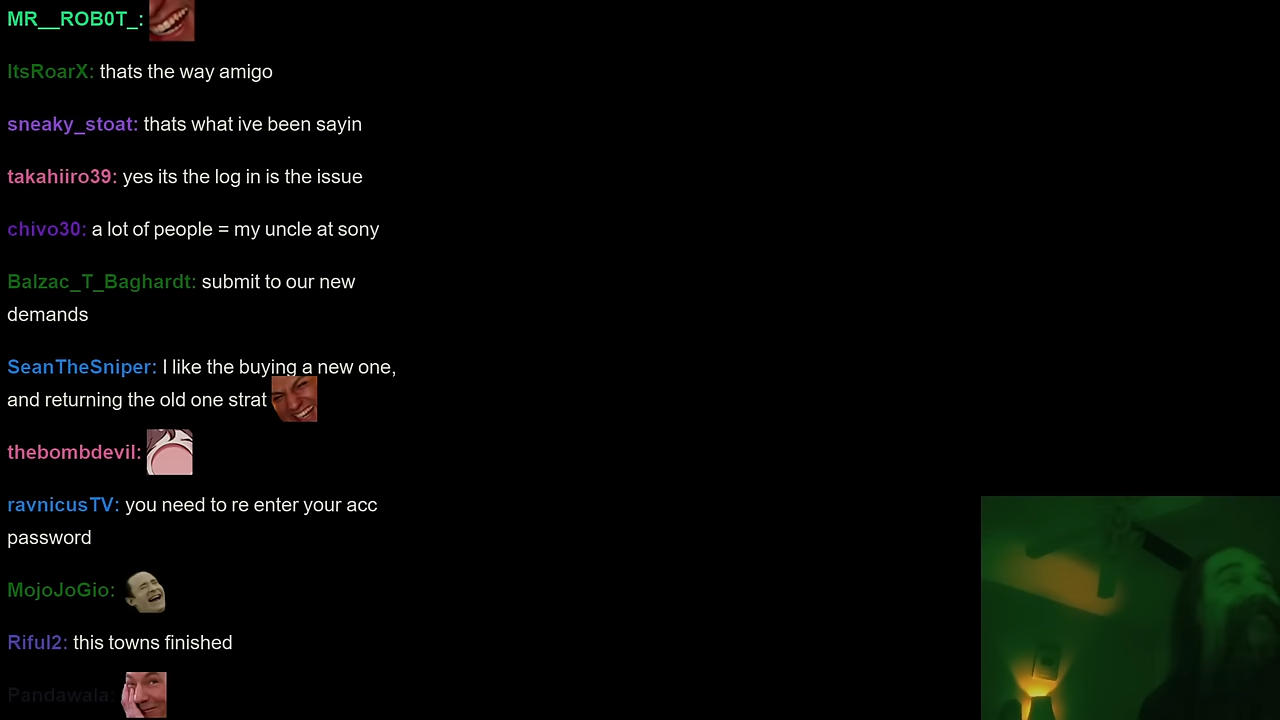 MR__ROB0T_:
ItsRoarX: thats the way amigo
sneaky_stoat: thats what ive been sayin
takahiiro39: yes its the log in is the issue
chivo30: a lot of people = my uncle at sony
Balzac_T_Baghardt: submit to our new
demands
SeanTheSniper: I like the buying a new one,
and returning the old one strat
thebombdevil:
ravnicusTV: you need to re enter your acc
password
MojoJoGio:
Riful2: this towns finished
Pandawala: